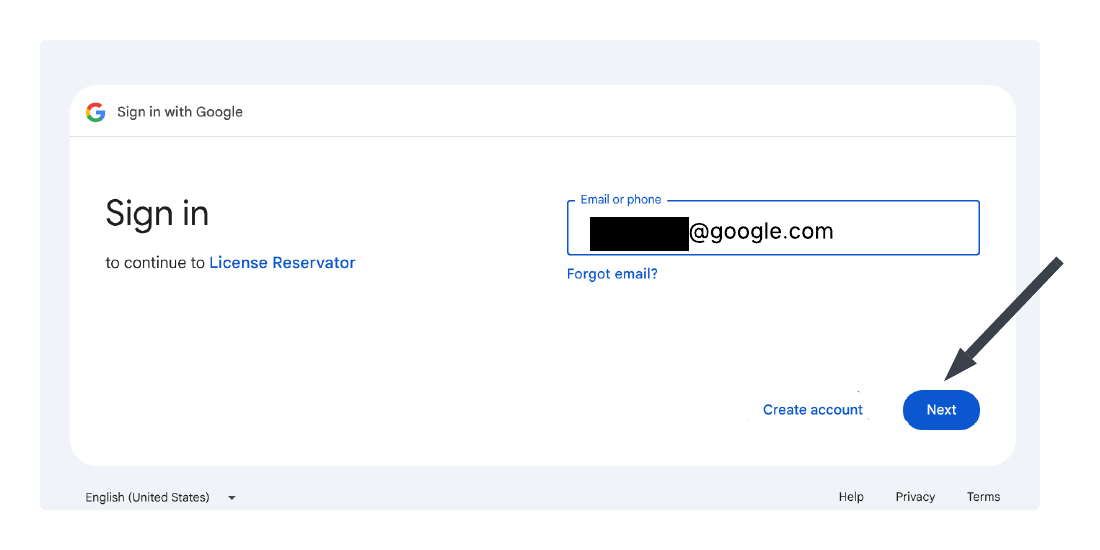 Sign in with Google
Sign in
to continue to License Reservator
Email or phone
@google.com
Forgot email?
Create account
Next
English (United States)
Help
Privacy
Terms